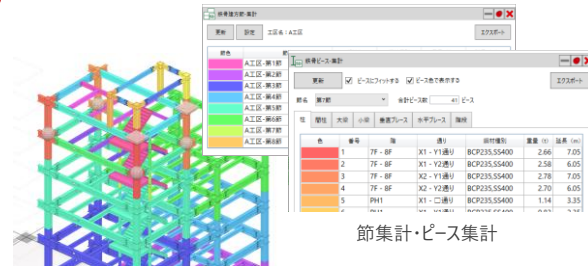 鉄骨建方節-集計
更新 設定 工区名：A工区 エクスポート
節色
A工区-第1節
A工区-第2節
A工区-第3節
A工区-第4節
A工区-第5節
A工区-第6節
A工区-第7節
A工区-第8節
鉄骨ピース-集計
更新 ピースにフィットする ピース色で表示する エクスポート
節名 第7節 合計ピース数 41 ピース
柱 間柱 大梁 小梁 垂直ブレース 水平ブレース 階段
色 番号 階 通り 部材種別 重量 (t) 延長 (m)
1 7F - 8F X1 - Y1通り BCP235,SS400 2.66 7.05
2 7F - 8F X1 - Y2通り BCP235,SS400 2.58 6.05
3 7F - 8F X2 - Y1通り BCP235,SS400 2.78 7.05
4 7F - 8F X2 - Y2通り BCP235,SS400 2.70 6.05
5 PH1 X1 - 口通り BCP235,SS400 1.14 3.35
節集計・ピース集計